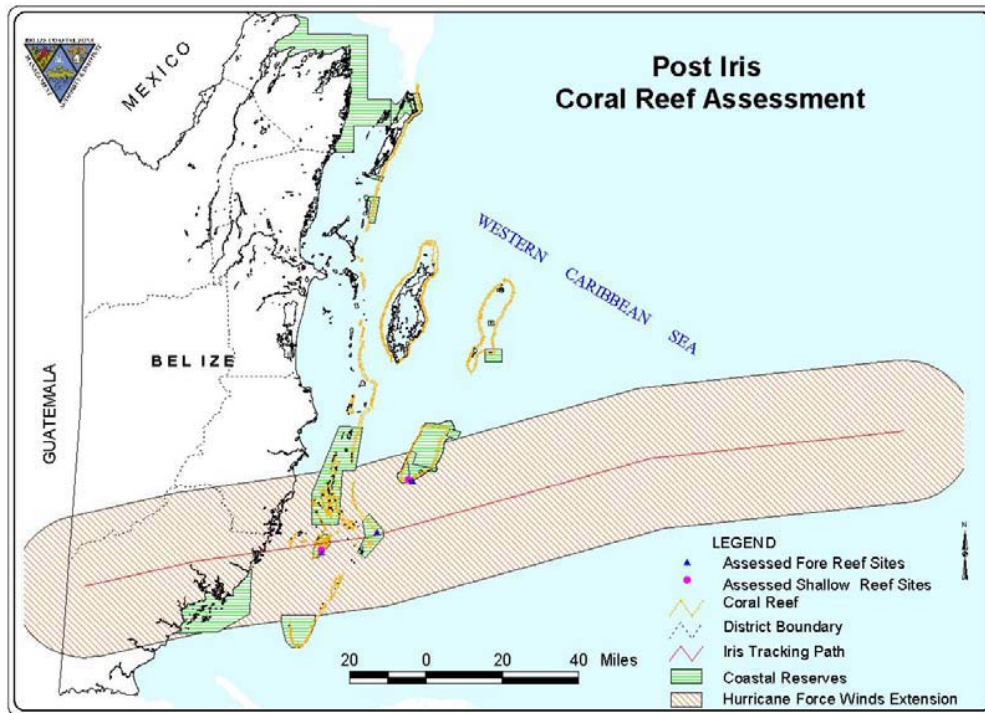 Post Iris
Coral Reef Assessment
MEXICO
WESTERN CARIBBEAN SEA
BELIZE
GUATEMALA
N
LEGEND
Assessed Fore Reef Sites
Assessed Shallow Reef Sites
Coral Reef
District Boundary
Iris Tracking Path
Coastal Reserves
Hurricane Force Winds Extension
20 0 20 40 Miles